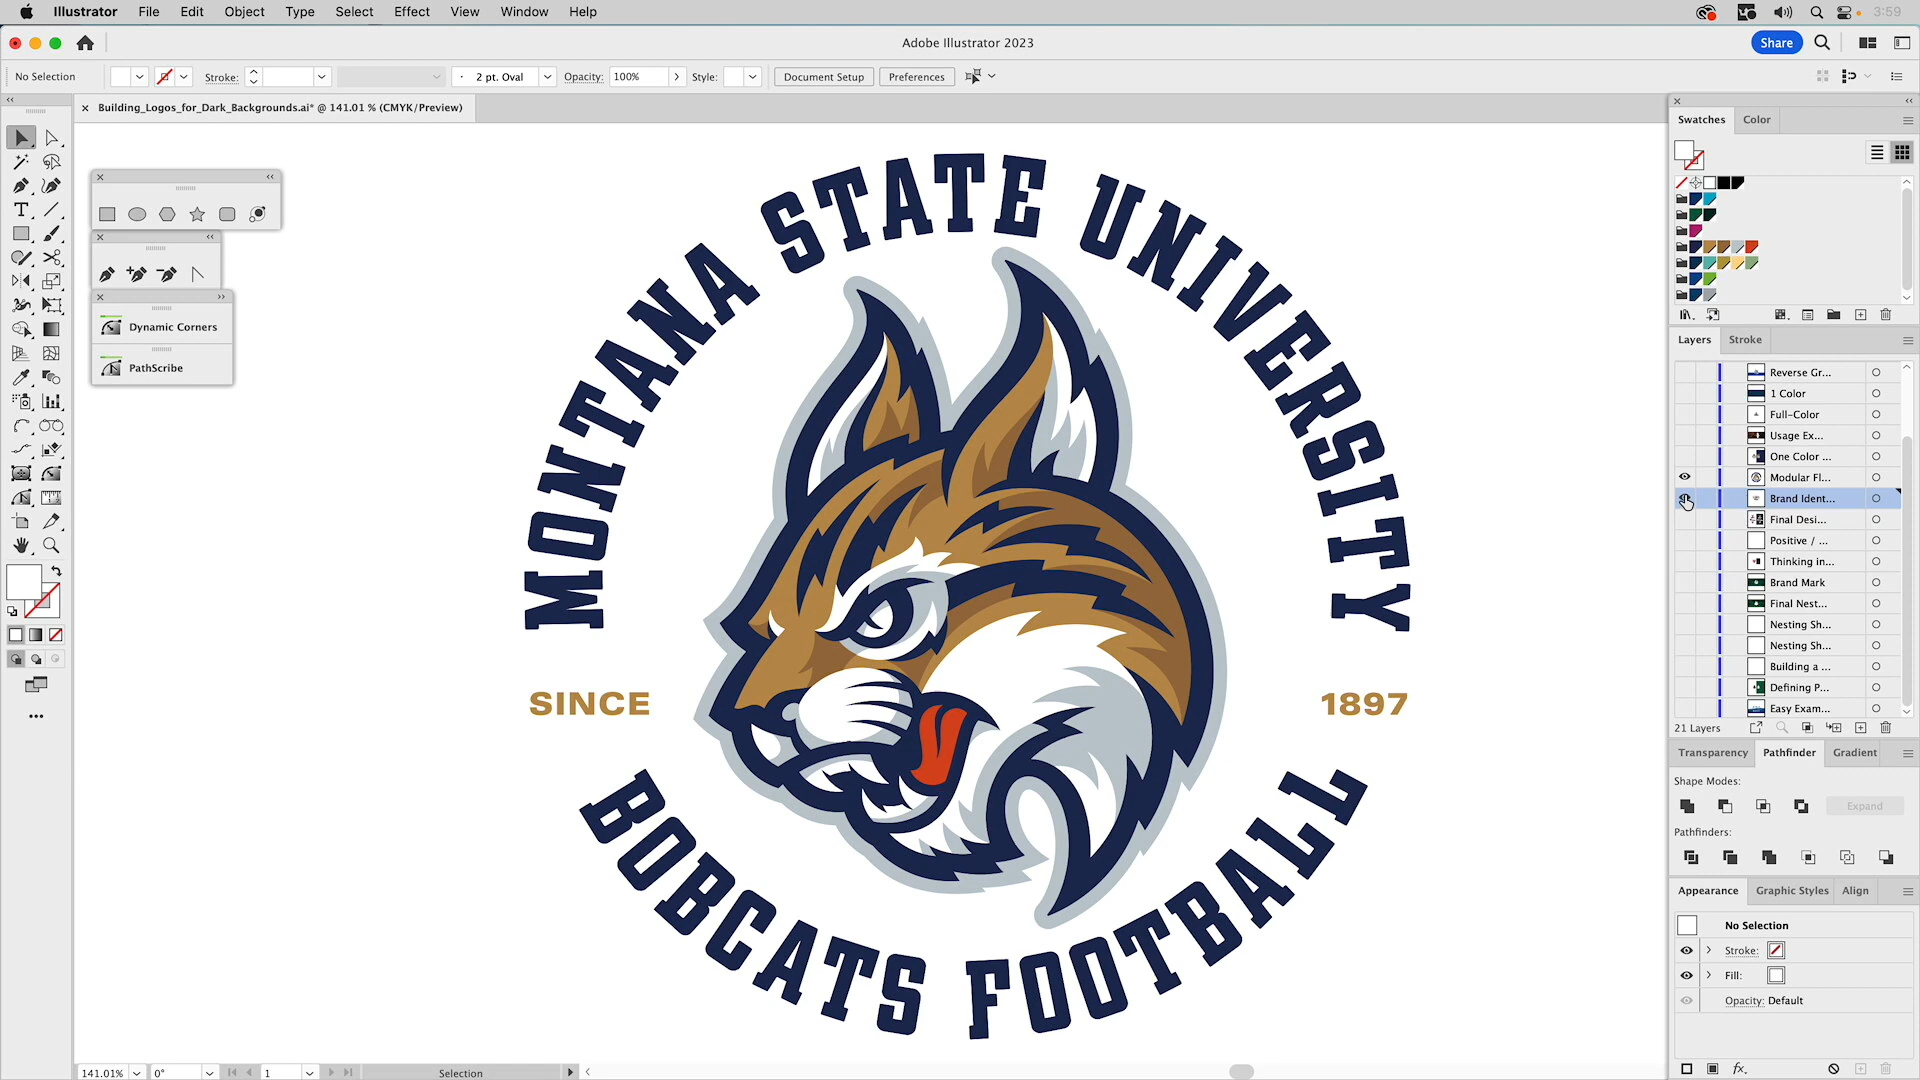 Illustrator File Edit Object Type Select Effect View Window Help 3:59
Adobe Illustrator 2023
Share
No Selection Stroke: 2 pt. Oval Opacity: 100% Style: Document Setup Preferences
Building_Logos_for_Dark_Backgrounds.ai* @ 141.01 % (CMYK/Preview)
Dynamic Corners
PathScribe
MONTANA STATE UNIVERSITY
SINCE 1897
BOBCATS FOOTBALL
Swatches Color
Layers Stroke
Reverse Gr...
1 Color
Full-Color
Usage Ex...
One Color ...
Modular Fl...
Brand Ident...
Final Desi...
Positive / ...
Thinking in...
Brand Mark
Final Nest...
Nesting Sh...
Nesting Sh...
Building a ...
Defining P...
Easy Exam...
21 Layers
Transparency Pathfinder Gradient
Shape Modes:
Expand
Pathfinders:
Appearance Graphic Styles Align
No Selection
Stroke:
Fill:
Opacity: Default
fx.
141.01% 0° 1 Selection